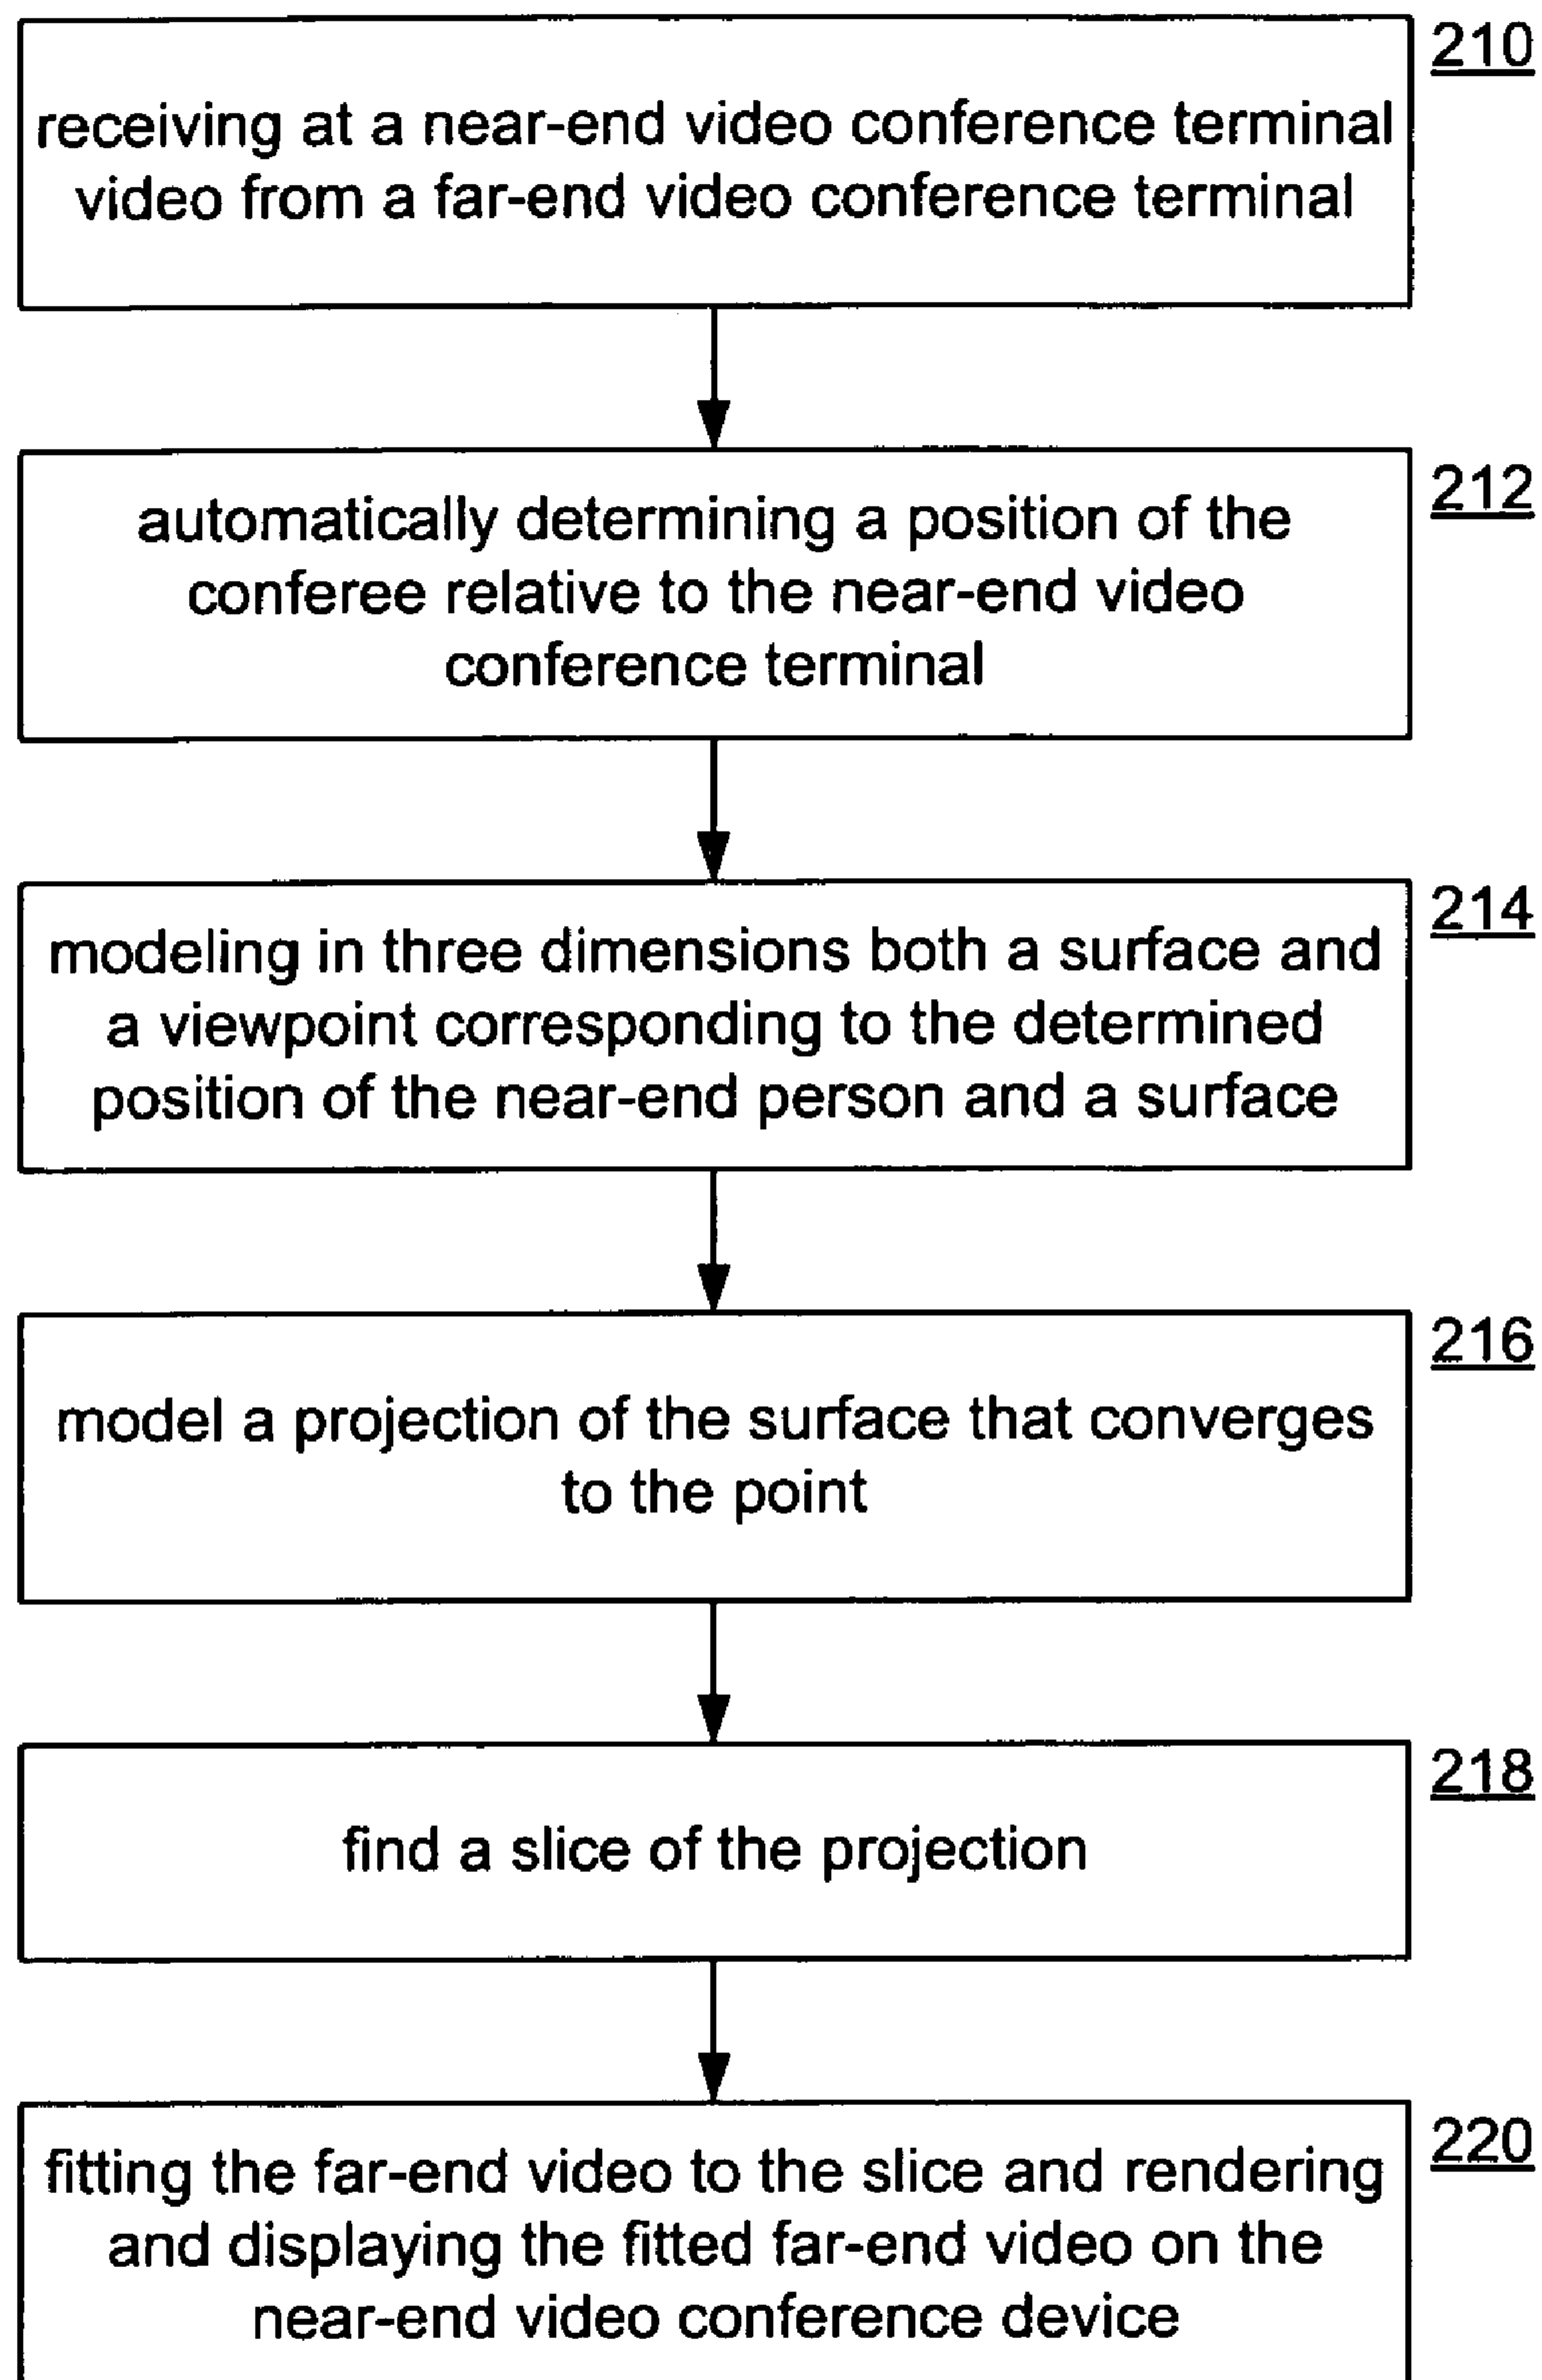 210
receiving at a near-end video conference terminal
video from a far-end video conference terminal
212
automatically determining a position of the
conferee relative to the near-end video
conference terminal
214
modeling in three dimensions both a surface and
a viewpoint corresponding to the determined
position of the near-end person and a surface
216
model a projection of the surface that converges
to the point
218
find a slice of the projection
220
fitting the far-end video to the slice and rendering
and displaying the fitted far-end video on the
near-end video conference device